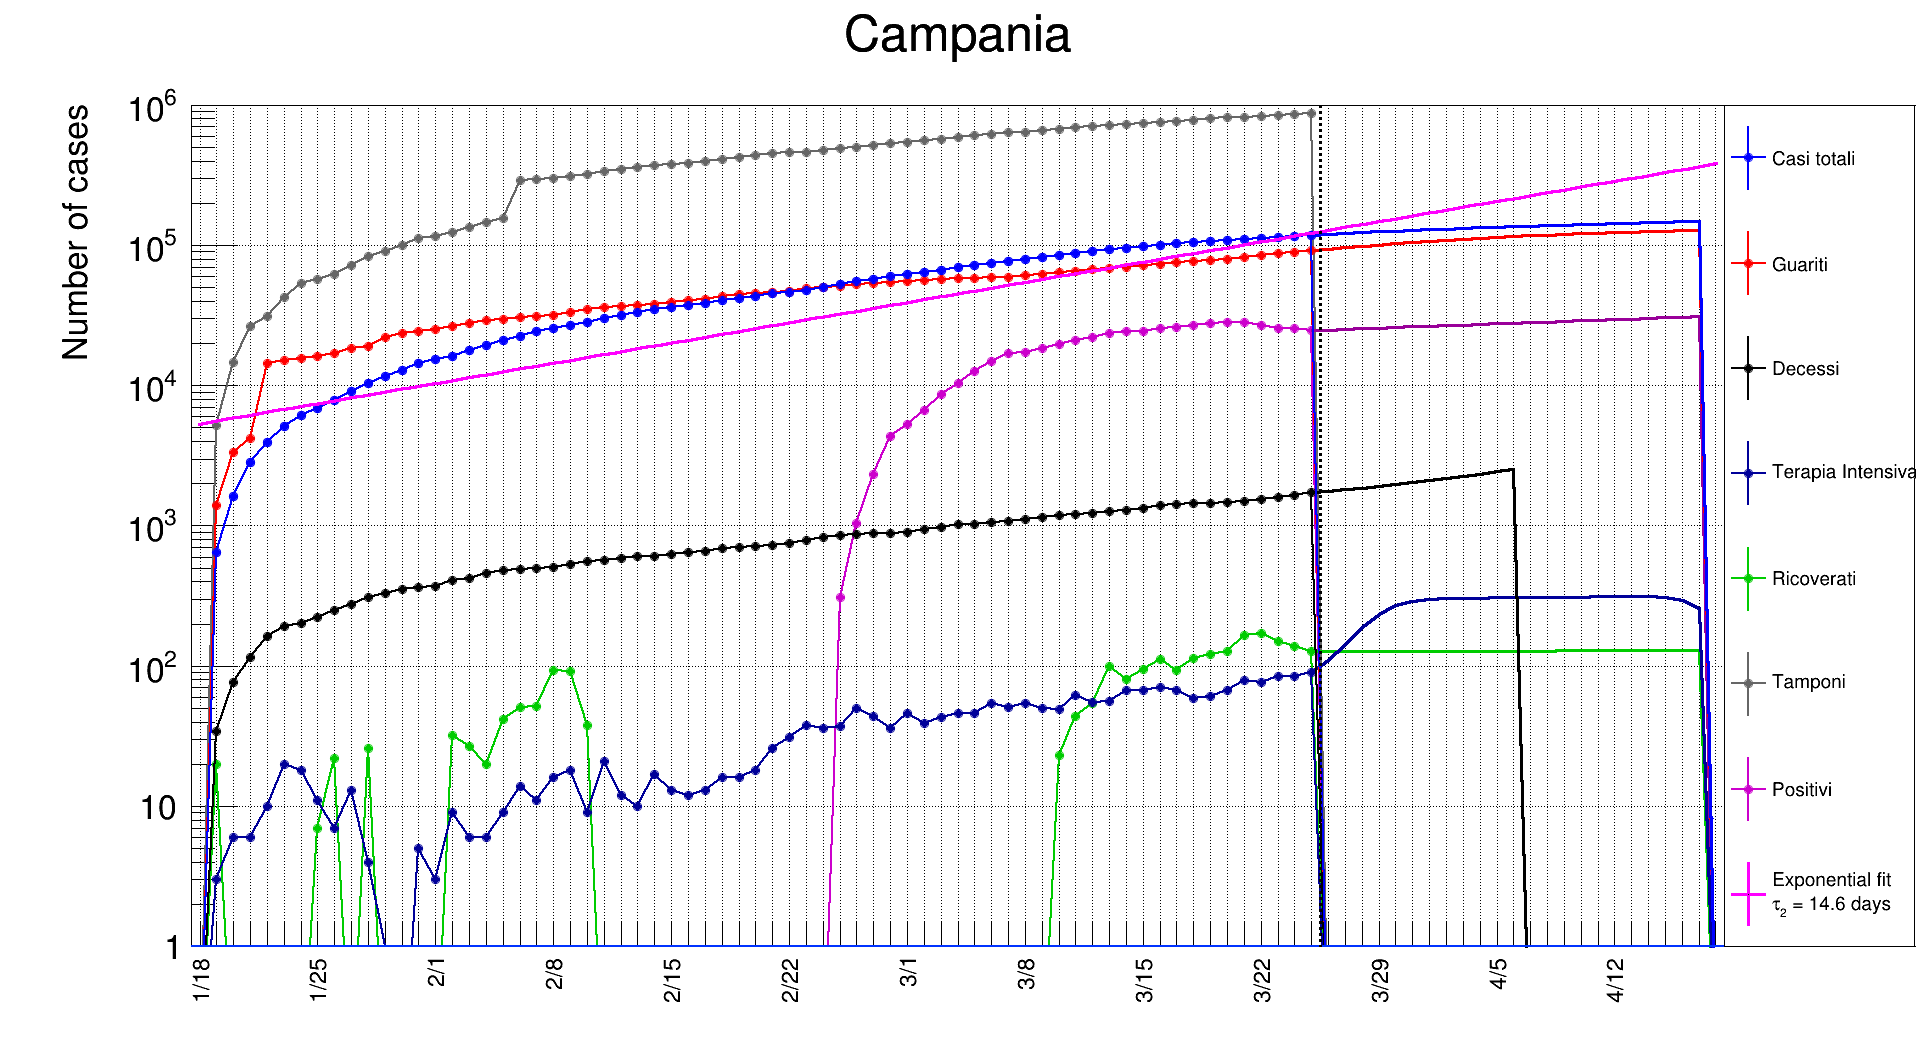 Campania
Number of cases
10^6
10^5
10^4
10^3
10^2
10
1
1/18
1/25
2/1
2/8
2/15
2/22
3/1
3/8
3/15
3/22
3/29
4/5
4/12
Casi totali
Guariti
Decessi
Terapia Intensiva
Ricoverati
Tamponi
Positivi
Exponential fit
τ₂ = 14.6 days